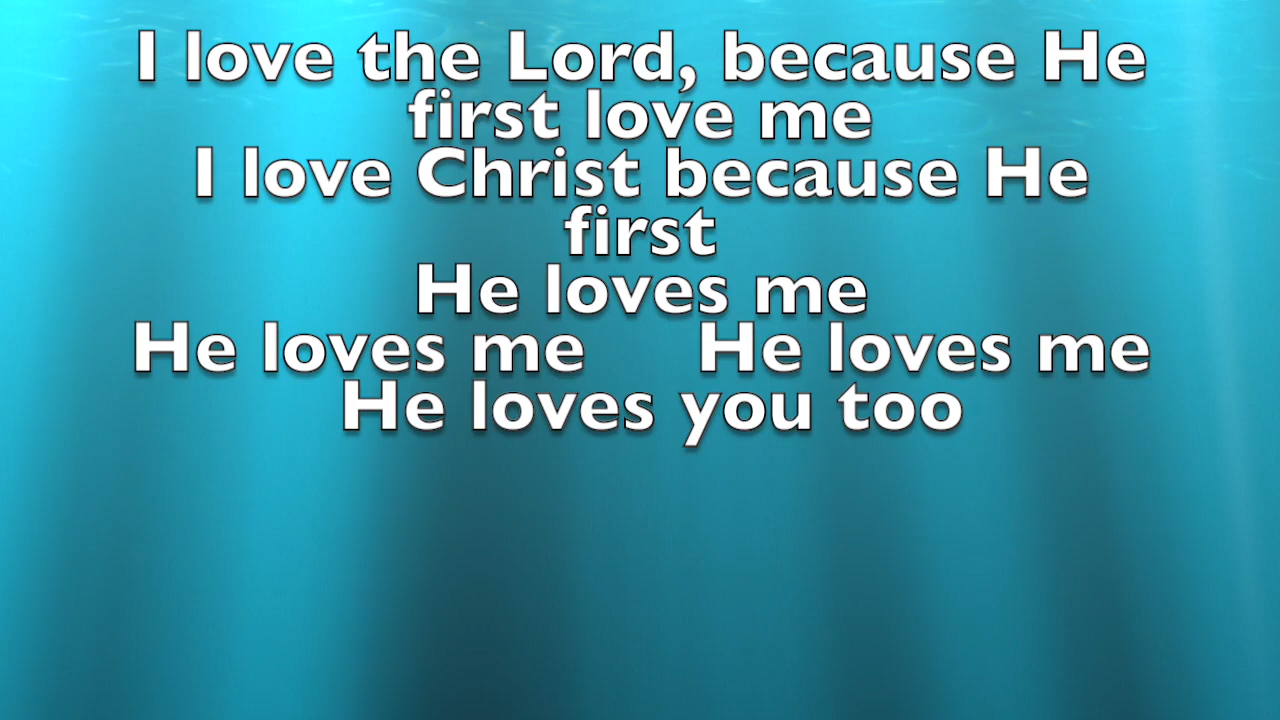 I love the Lord, because He
first love me
I love Christ because He
first
He loves me
He loves me He loves me
He loves you too